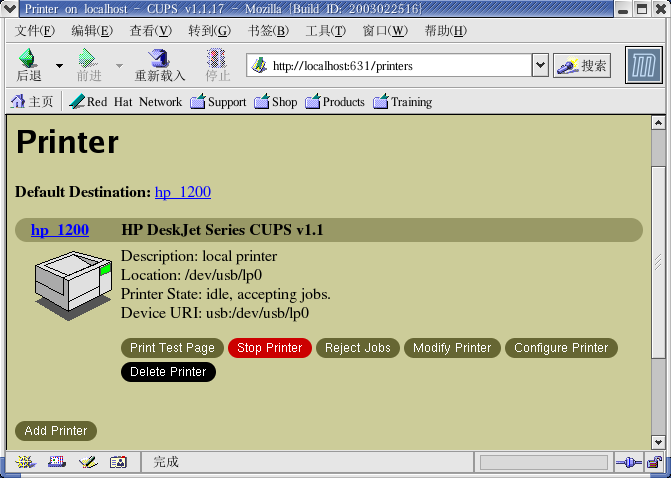 Printer on localhost - CUPS v1.1.17 - Mozilla {Build ID: 2003022516}
文件(F) 编辑(E) 查看(V) 转到(G) 书签(B) 工具(T) 窗口(W) 帮助(H)
后退 前进 重新载入 停止 http://localhost:631/printers 搜索
主页 Red Hat Network Support Shop Products Training
Printer
Default Destination: hp_1200
hp_1200 HP DeskJet Series CUPS v1.1
Description: local printer
Location: /dev/usb/lp0
Printer State: idle, accepting jobs.
Device URI: usb:/dev/usb/lp0
Print Test Page Stop Printer Reject Jobs Modify Printer Configure Printer
Delete Printer
Add Printer
完成